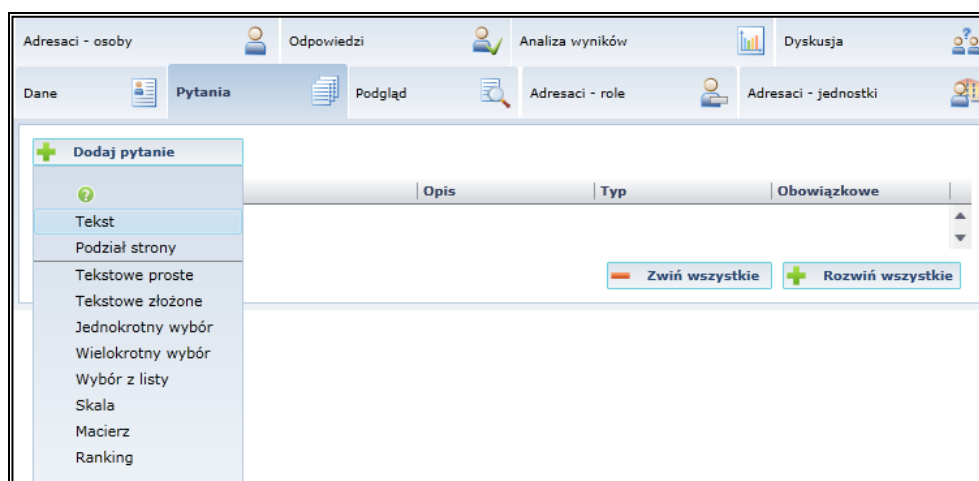 Adresaci - osoby Odpowiedzi Analiza wyników Dyskusja
Dane Pytania Podgląd Adresaci - role Adresaci - jednostki
Dodaj pytanie
Opis Typ Obowiązkowe
Tekst
Podział strony
Zwiń wszystkie Rozwiń wszystkie
Tekstowe proste
Tekstowe złożone
Jednokrotny wybór
Wielokrotny wybór
Wybór z listy
Skala
Macierz
Ranking